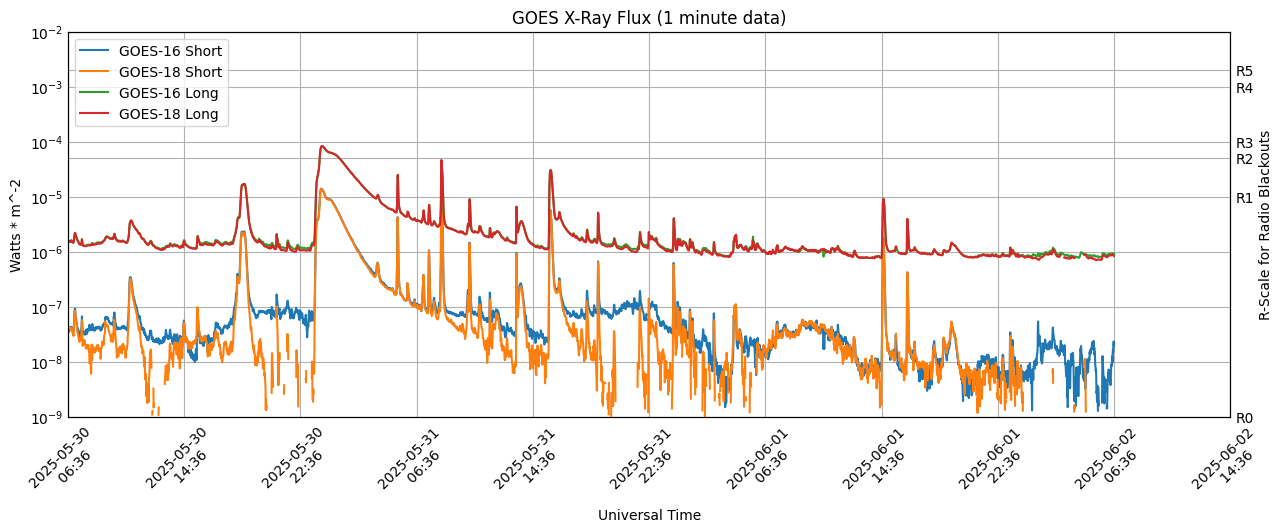 GOES X-Ray Flux (1 minute data)
GOES-16 Short
GOES-18 Short
GOES-16 Long
GOES-18 Long
10^-2
10^-3
10^-4
10^-5
10^-6
10^-7
10^-8
10^-9
Watts * m^-2
R5
R4
R3
R2
R1
R0
R-Scale for Radio Blackouts
2025-05-30
06:36
2025-05-30
14:36
2025-05-30
22:36
2025-05-31
06:36
2025-05-31
14:36
2025-05-31
22:36
2025-06-01
06:36
2025-06-01
14:36
2025-06-01
22:36
2025-06-02
06:36
2025-06-02
14:36
Universal Time